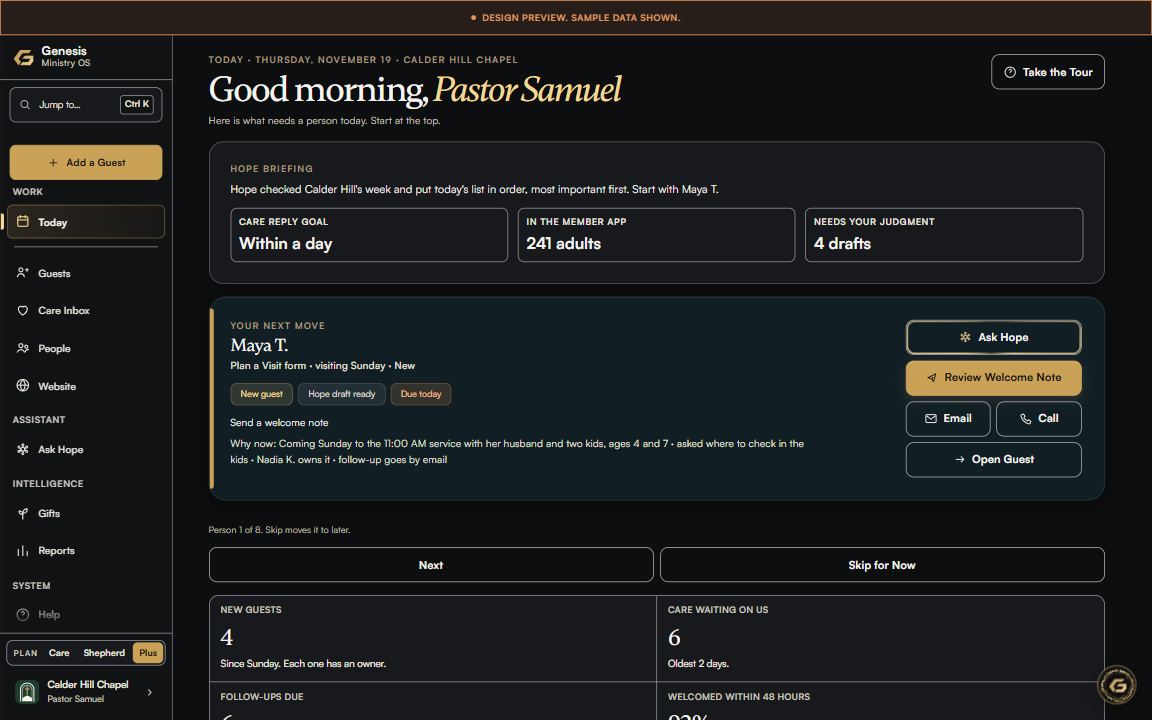 DESIGN PREVIEW. SAMPLE DATA SHOWN.
Genesis
Ministry OS
Jump to...
Ctrl K
Add a Guest
WORK
Today
Guests
Care Inbox
People
Website
ASSISTANT
Ask Hope
INTELLIGENCE
Gifts
Reports
SYSTEM
Help
PLAN Care Shepherd Plus
Calder Hill Chapel
Pastor Samuel
TODAY · THURSDAY, NOVEMBER 19 · CALDER HILL CHAPEL
Good morning, Pastor Samuel
Here is what needs a person today. Start at the top.
Take the Tour
HOPE BRIEFING
Hope checked Calder Hill's week and put today's list in order, most important first. Start with Maya T.
CARE REPLY GOAL
Within a day
IN THE MEMBER APP
241 adults
NEEDS YOUR JUDGMENT
4 drafts
YOUR NEXT MOVE
Maya T.
Plan a Visit form · visiting Sunday · New
New guest
Hope draft ready
Due today
Send a welcome note
Why now: Coming Sunday to the 11:00 AM service with her husband and two kids, ages 4 and 7 · asked where to check in the
kids · Nadia K. owns it · follow-up goes by email
Ask Hope
Review Welcome Note
Email
Call
Open Guest
Person 1 of 8. Skip moves it to later.
Next
Skip for Now
NEW GUESTS
4
Since Sunday. Each one has an owner.
CARE WAITING ON US
6
Oldest 2 days.
FOLLOW-UPS DUE
WELCOMED WITHIN 48 HOURS